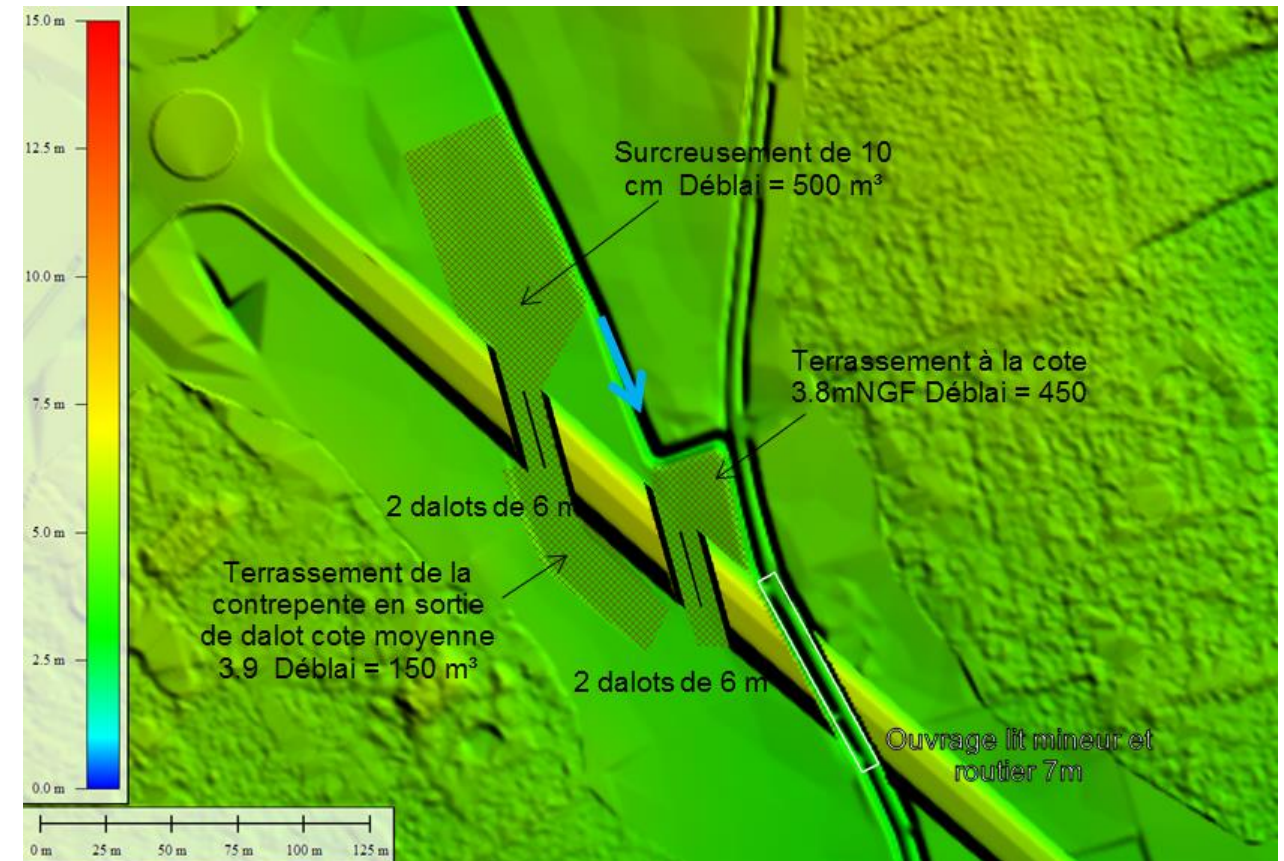 15.0 m
12.5 m
10.0 m
7.5 m
5.0 m
2.5 m
0.0 m
Surcreusement de 10
cm Déblai = 500 m³
Terrassement à la cote
3.8mNGF Déblai = 450
2 dalots de 6 m
Terrassement de la
contrepente en sortie
de dalot cote moyenne
3.9 Déblai = 150 m³
2 dalots de 6 m
Ouvrage lit mineur et
routier 7m
0 m 25 m 50 m 75 m 100 m 125 m